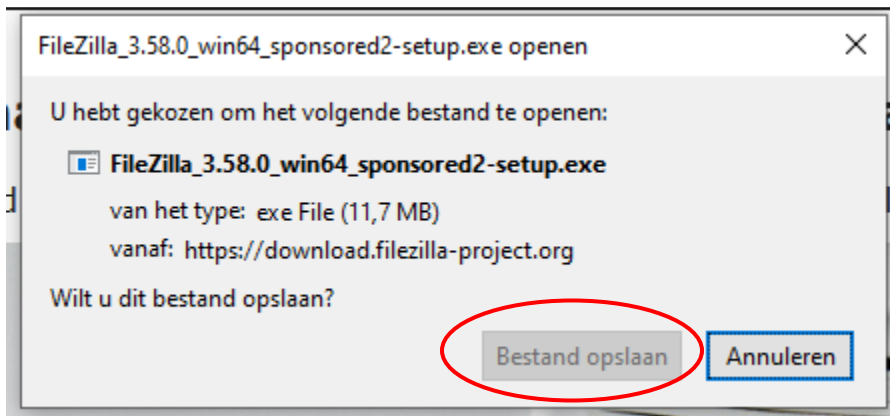 FileZilla_3.58.0_win64_sponsored2-setup.exe openen
U hebt gekozen om het volgende bestand te openen:
FileZilla_3.58.0_win64_sponsored2-setup.exe
van het type: exe File (11,7 MB)
vanaf: https://download.filezilla-project.org
Wilt u dit bestand opslaan?
Bestand opslaan Annuleren